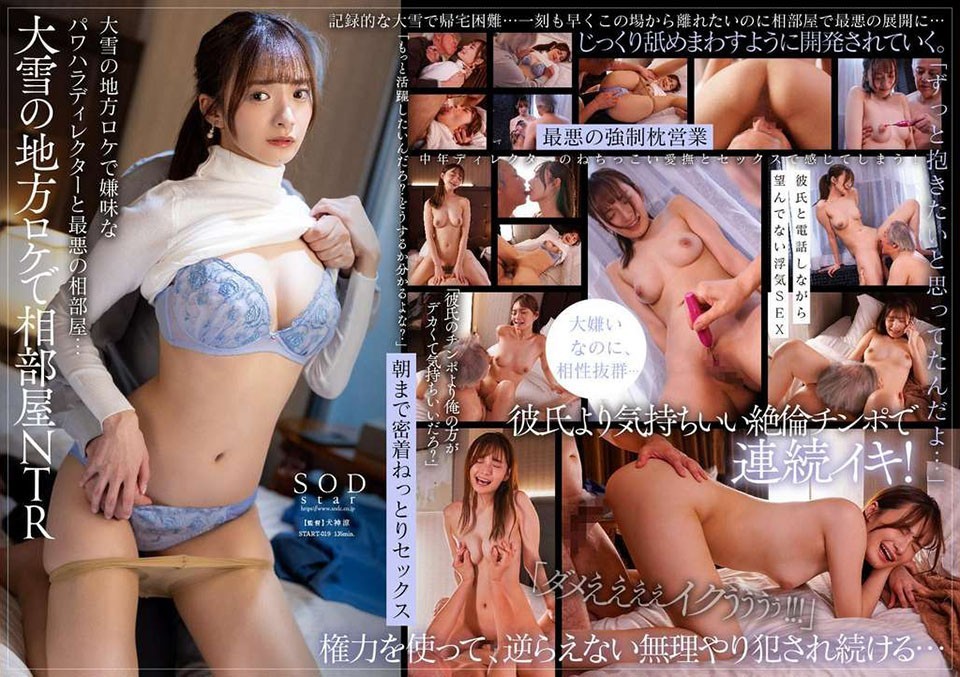 大雪の地方ロケで嫌味な
パワハラディレクターと最悪の相部屋…
大雪の地方ロケで相部屋NTR
SOD
star
https://www.sodc.co.jp
【監督】犬神涼
START-019 135min.
記録的な大雪で帰宅困難…一刻も早くこの場から離れたいのに相部屋で最悪の展開に…
じっくり舐めまわすように開発されていく。
「もっと活躍したいんだろ?どうするか分かるよな?」
最悪の強制枕営業
中年ディレクターのねちっこい愛撫とセックスで感じてしまう!
「ずっと抱きたいと思ってたんだよ…」
彼氏と電話しながら
望んでない浮気SEX
「彼氏のチンポより俺の方が
デカくて気持ちいいだろ?」
大嫌い
なのに、
相性抜群…
朝まで密着ねっとりセックス
彼氏より気持ちいい絶倫チンポで
連続イキ!
「ダメぇぇぇぇイクぅぅぅぅ!!!」
権力を使って、逆らえない無理やり犯され続ける…